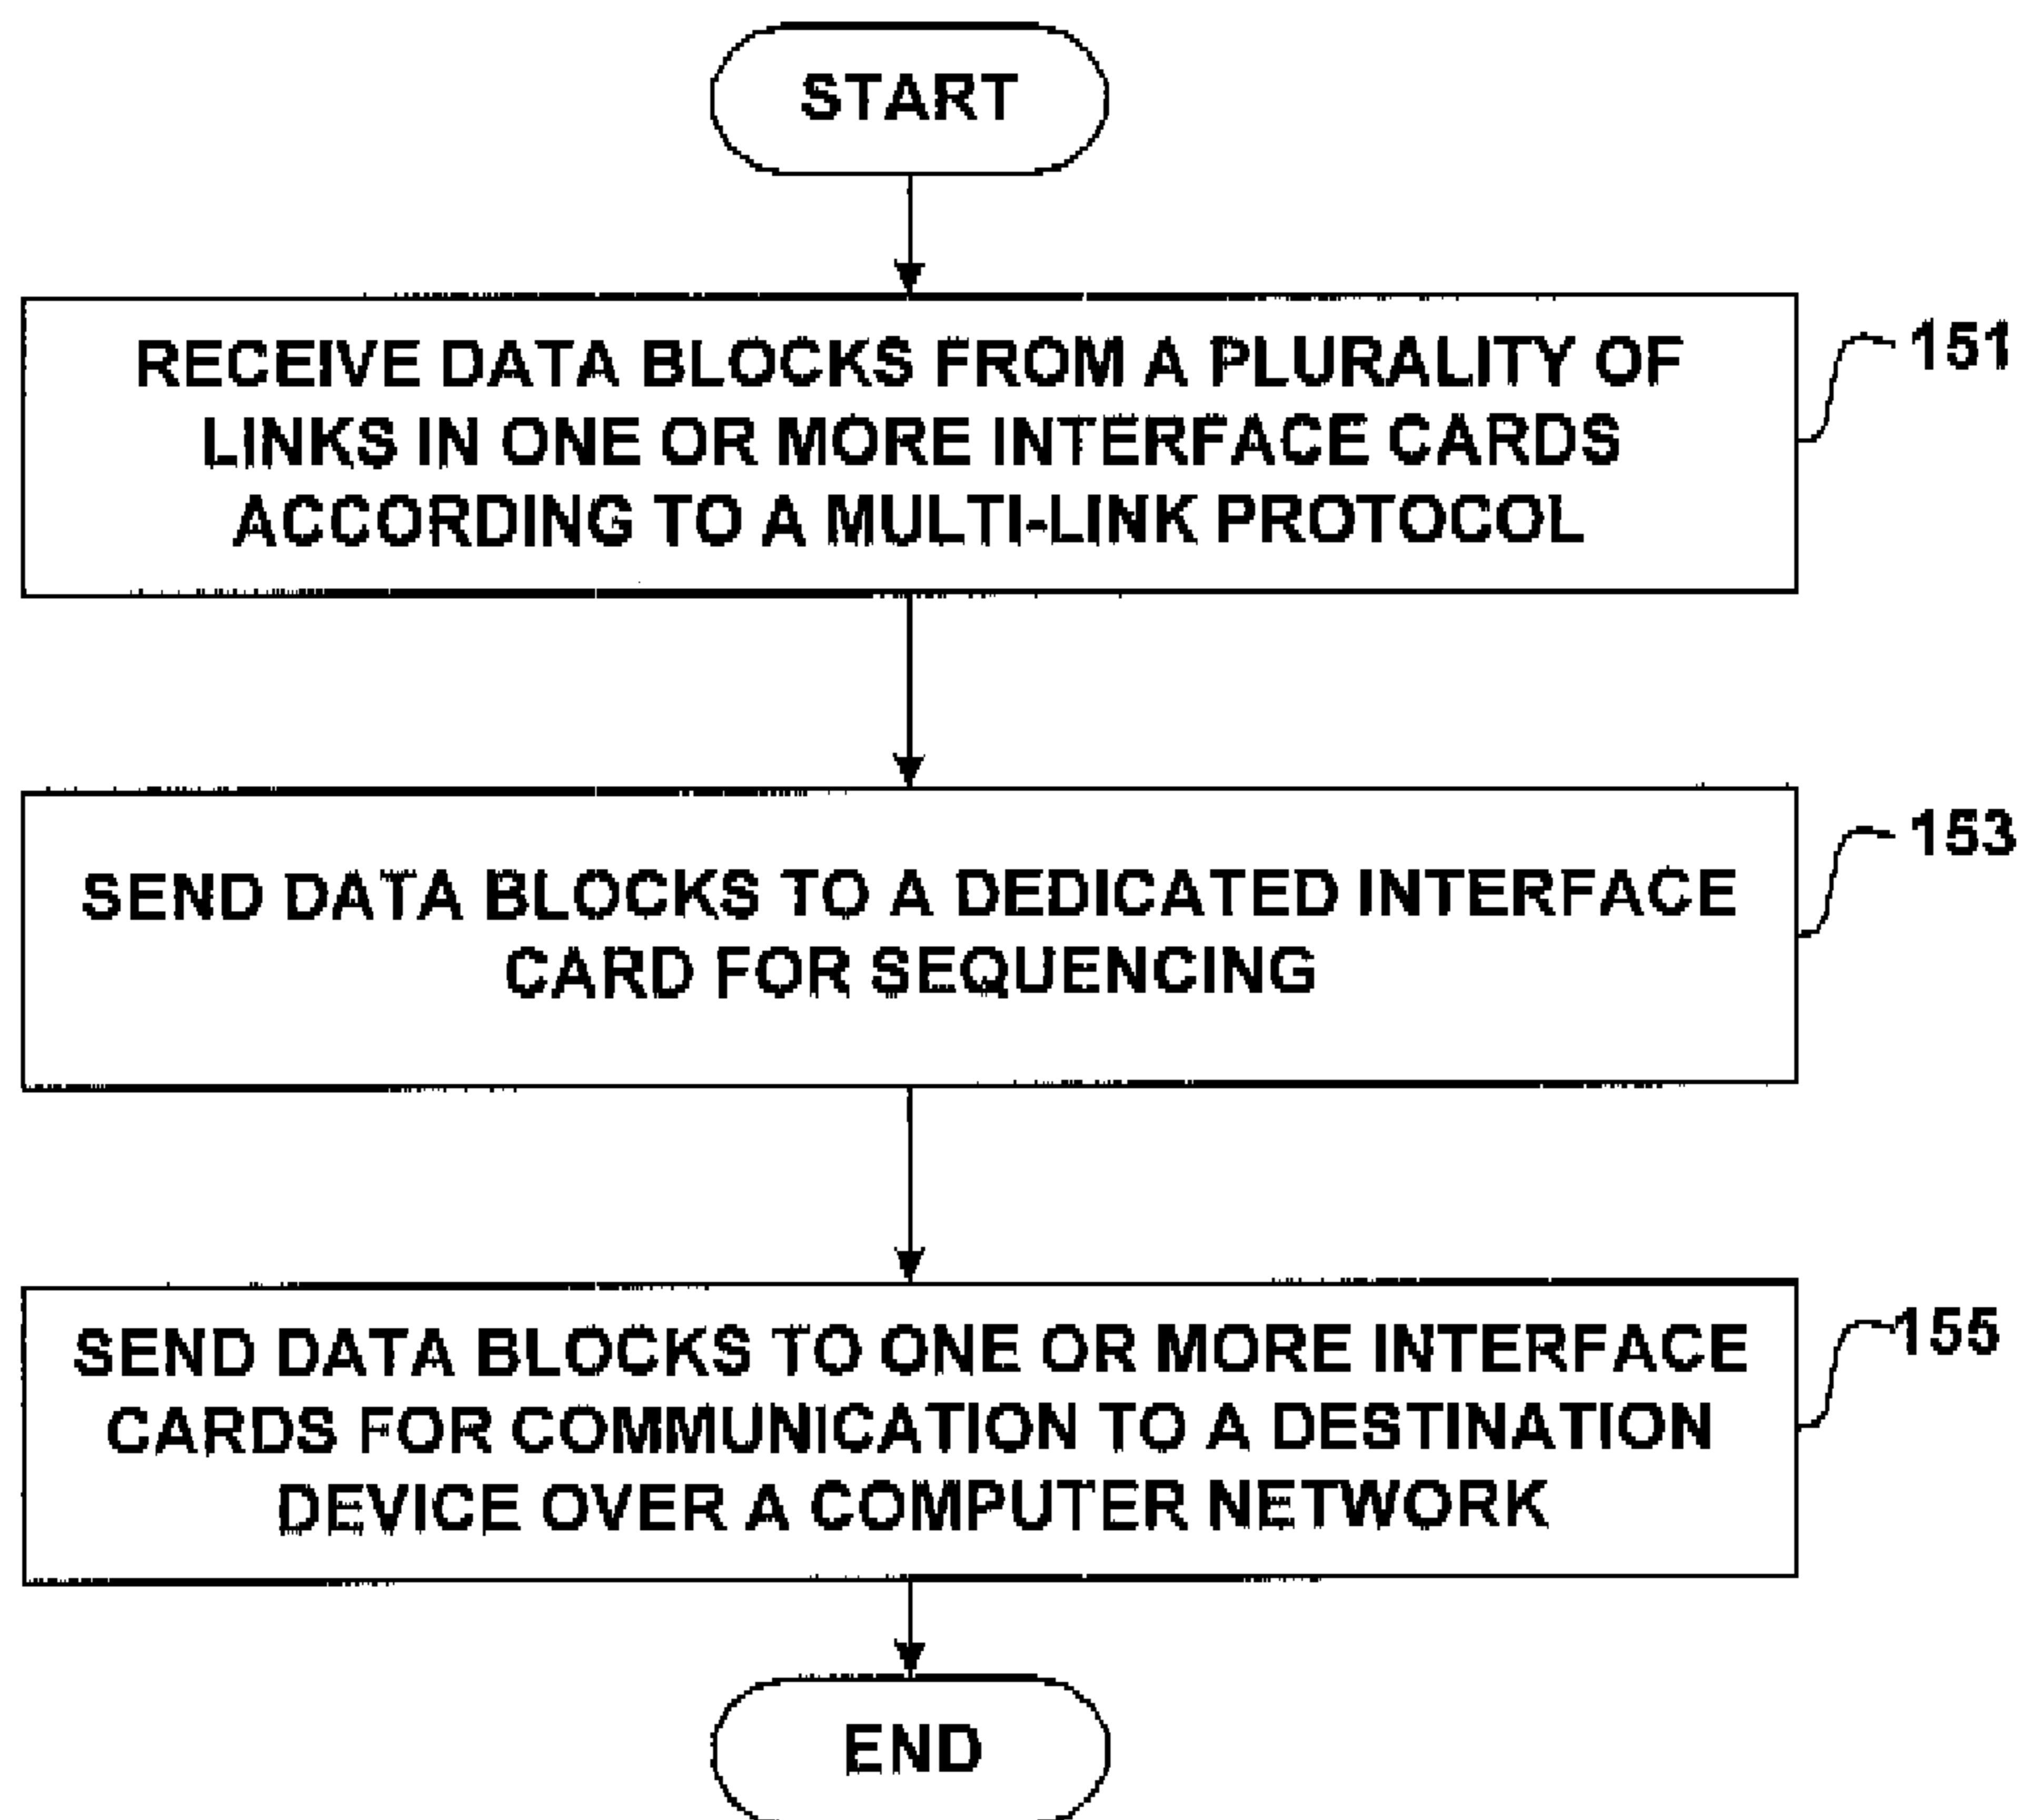 START
RECEIVE DATA BLOCKS FROM A PLURALITY OF
LINKS IN ONE OR MORE INTERFACE CARDS
ACCORDING TO A MULTI-LINK PROTOCOL
151
SEND DATA BLOCKS TO A DEDICATED INTERFACE
CARD FOR SEQUENCING
153
SEND DATA BLOCKS TO ONE OR MORE INTERFACE
CARDS FOR COMMUNICATION TO A DESTINATION
DEVICE OVER A COMPUTER NETWORK
155
END